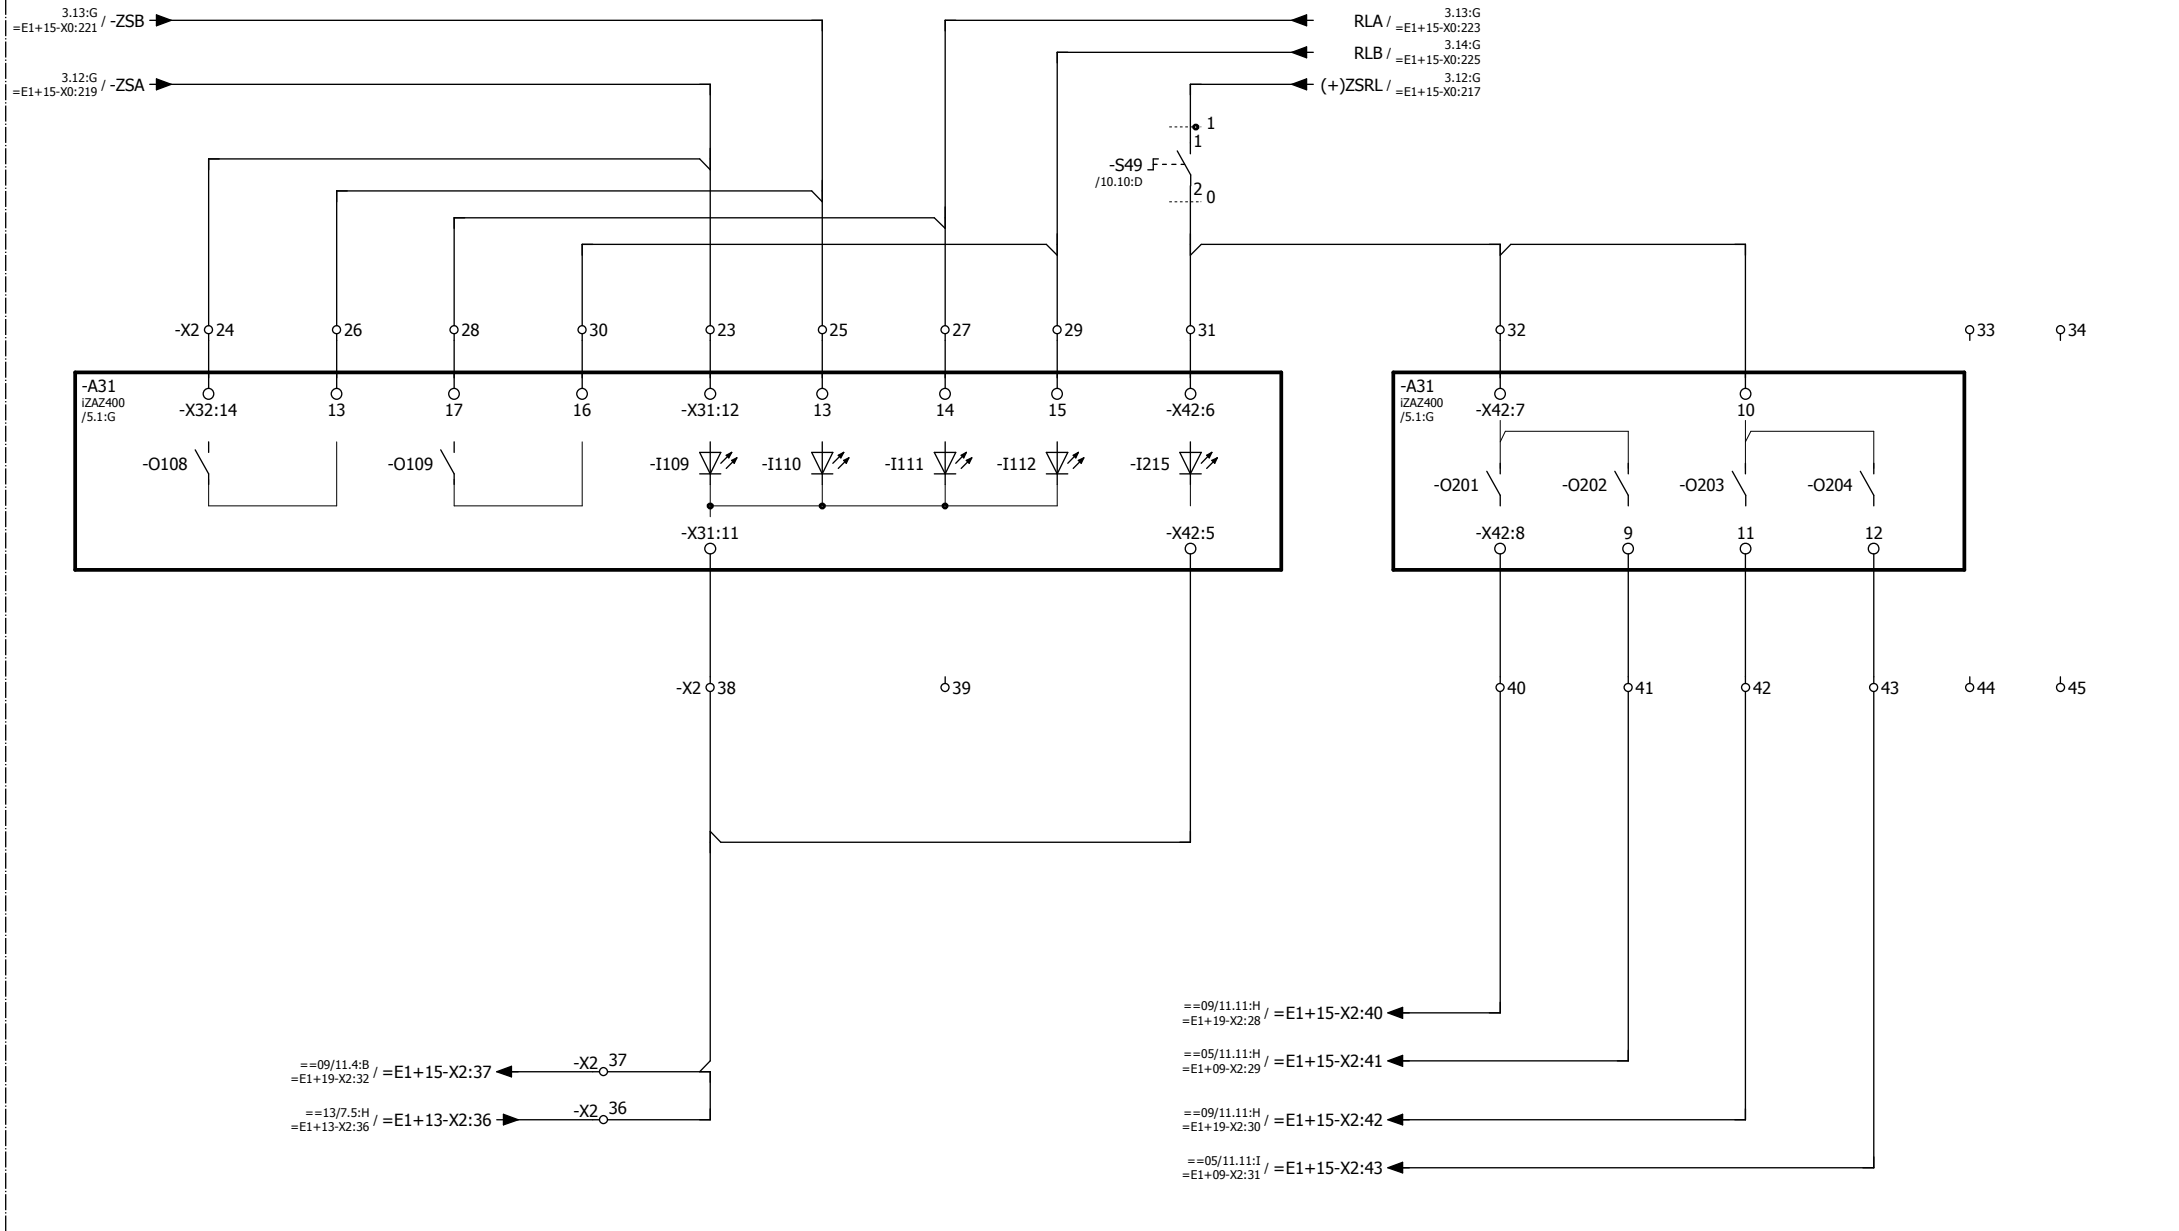 3.13:G
=E1+15-X0:221 / -ZSB
3.12:G
=E1+15-X0:219 / -ZSA
3.13:G
RLA / =E1+15-X0:223
3.14:G
RLB / =E1+15-X0:225
3.12:G
(+)ZSRL / =E1+15-X0:217
1
1
-S49
/10.10:D
2 0
-X2 24 26 28 30 23 25 27 29 31 32 33 34
-A31
iZAZ400
/5.1:G
-X32:14 13 17 16 -X31:12 13 14 15 -X42:6
-O108 -O109 -I109 -I110 -I111 -I112 -I215
-X31:11 -X42:5
-A31
iZAZ400
/5.1:G
-X42:7 10
-O201 -O202 -O203 -O204
-X42:8 9 11 12
-X2 38 39 40 41 42 43 44 45
==09/11.4:B
=E1+19-X2:32 / =E1+15-X2:37 -X2 37
==13/7.5:H
=E1+13-X2:36 / =E1+13-X2:36 -X2 36
==09/11.11:H
=E1+19-X2:28 / =E1+15-X2:40
==05/11.11:H
=E1+09-X2:29 / =E1+15-X2:41
==09/11.11:H
=E1+19-X2:30 / =E1+15-X2:42
==05/11.11:I
=E1+09-X2:31 / =E1+15-X2:43